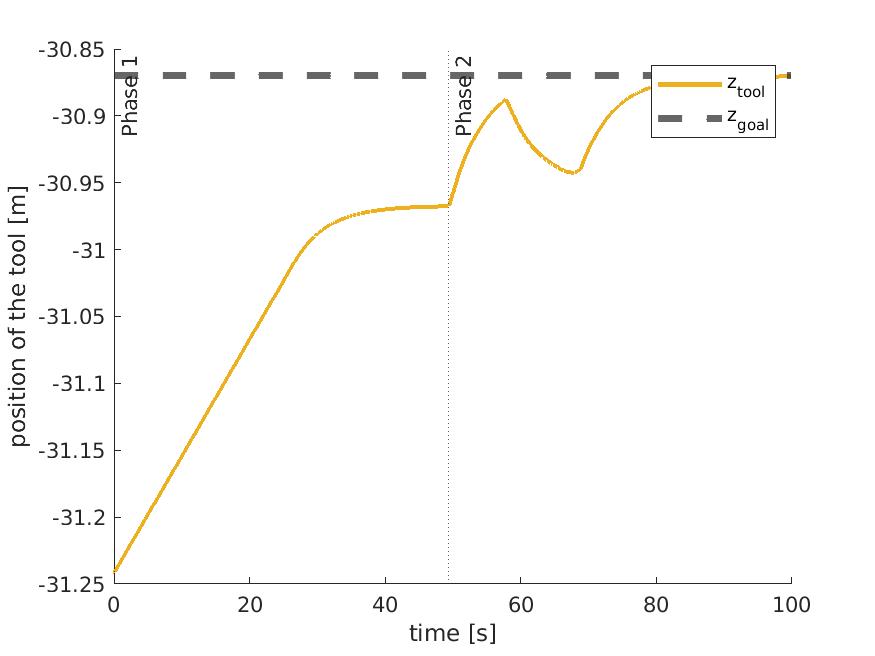 -30.85
-30.9
-30.95
-31
-31.05
-31.1
-31.15
-31.2
-31.25
position of the tool [m]
0
20
40
60
80
100
time [s]
Phase 1
Phase 2
z_tool
z_goal